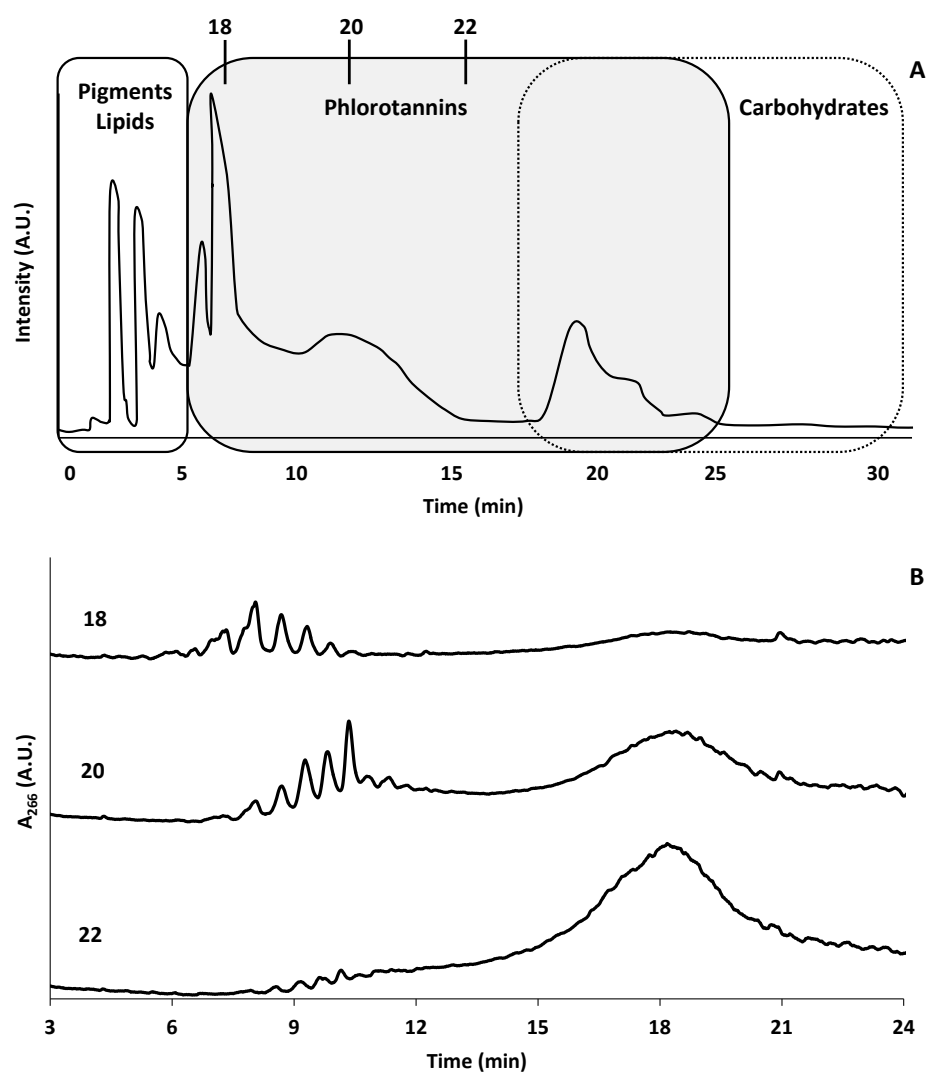 18 20 22
A
Pigments
Lipids
Phlorotannins
Carbohydrates
Intensity (A.U.)
0 5 10 15 20 25 30
Time (min)
B
18
20
22
A₂₆₆ (A.U.)
3 6 9 12 15 18 21 24
Time (min)